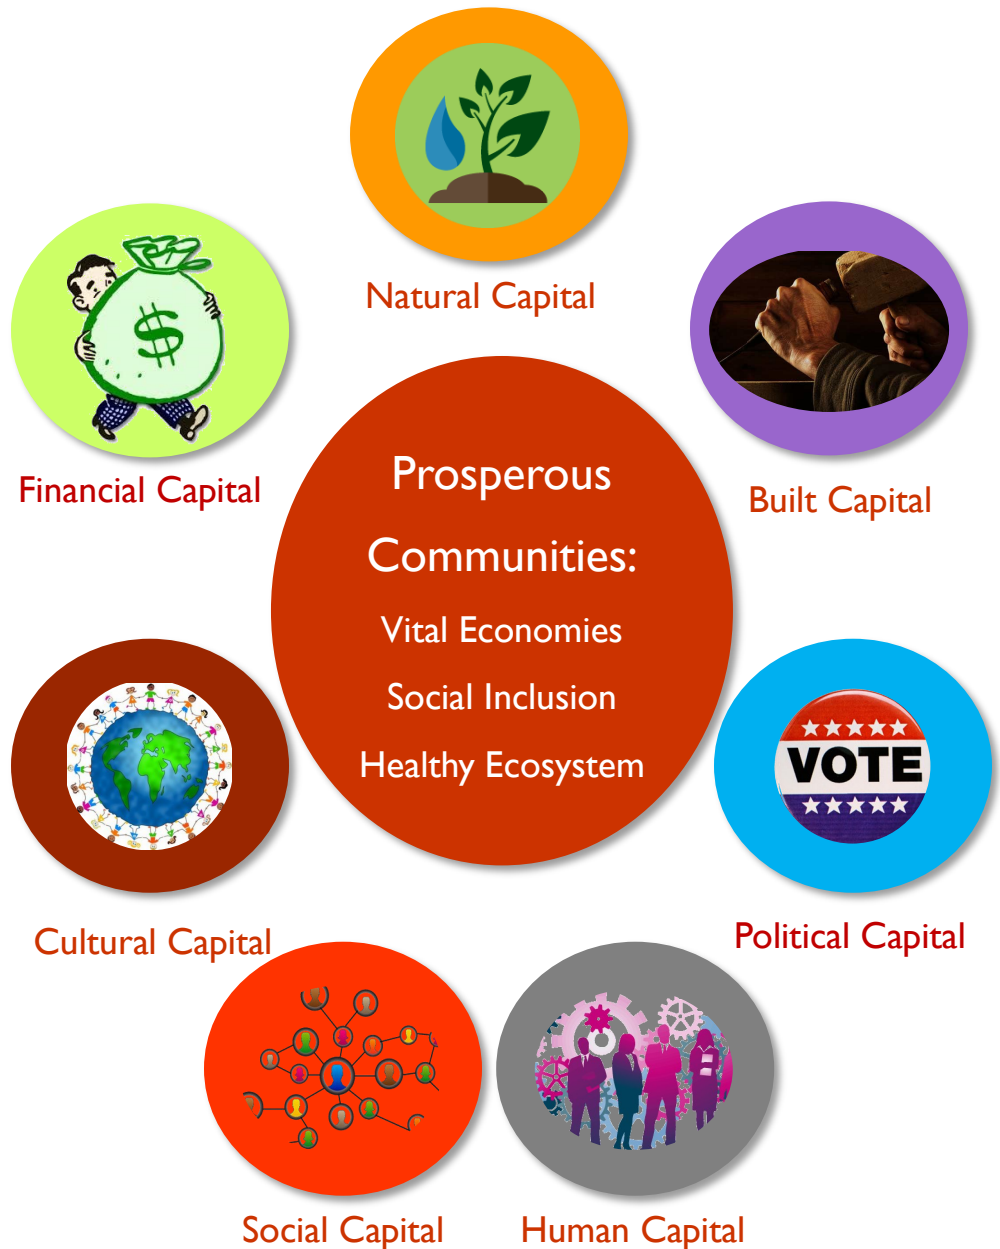 Natural Capital
$
Financial Capital
Built Capital
Prosperous
Communities:
Vital Economies
Social Inclusion
Healthy Ecosystem
VOTE
Cultural Capital
Political Capital
Social Capital
Human Capital